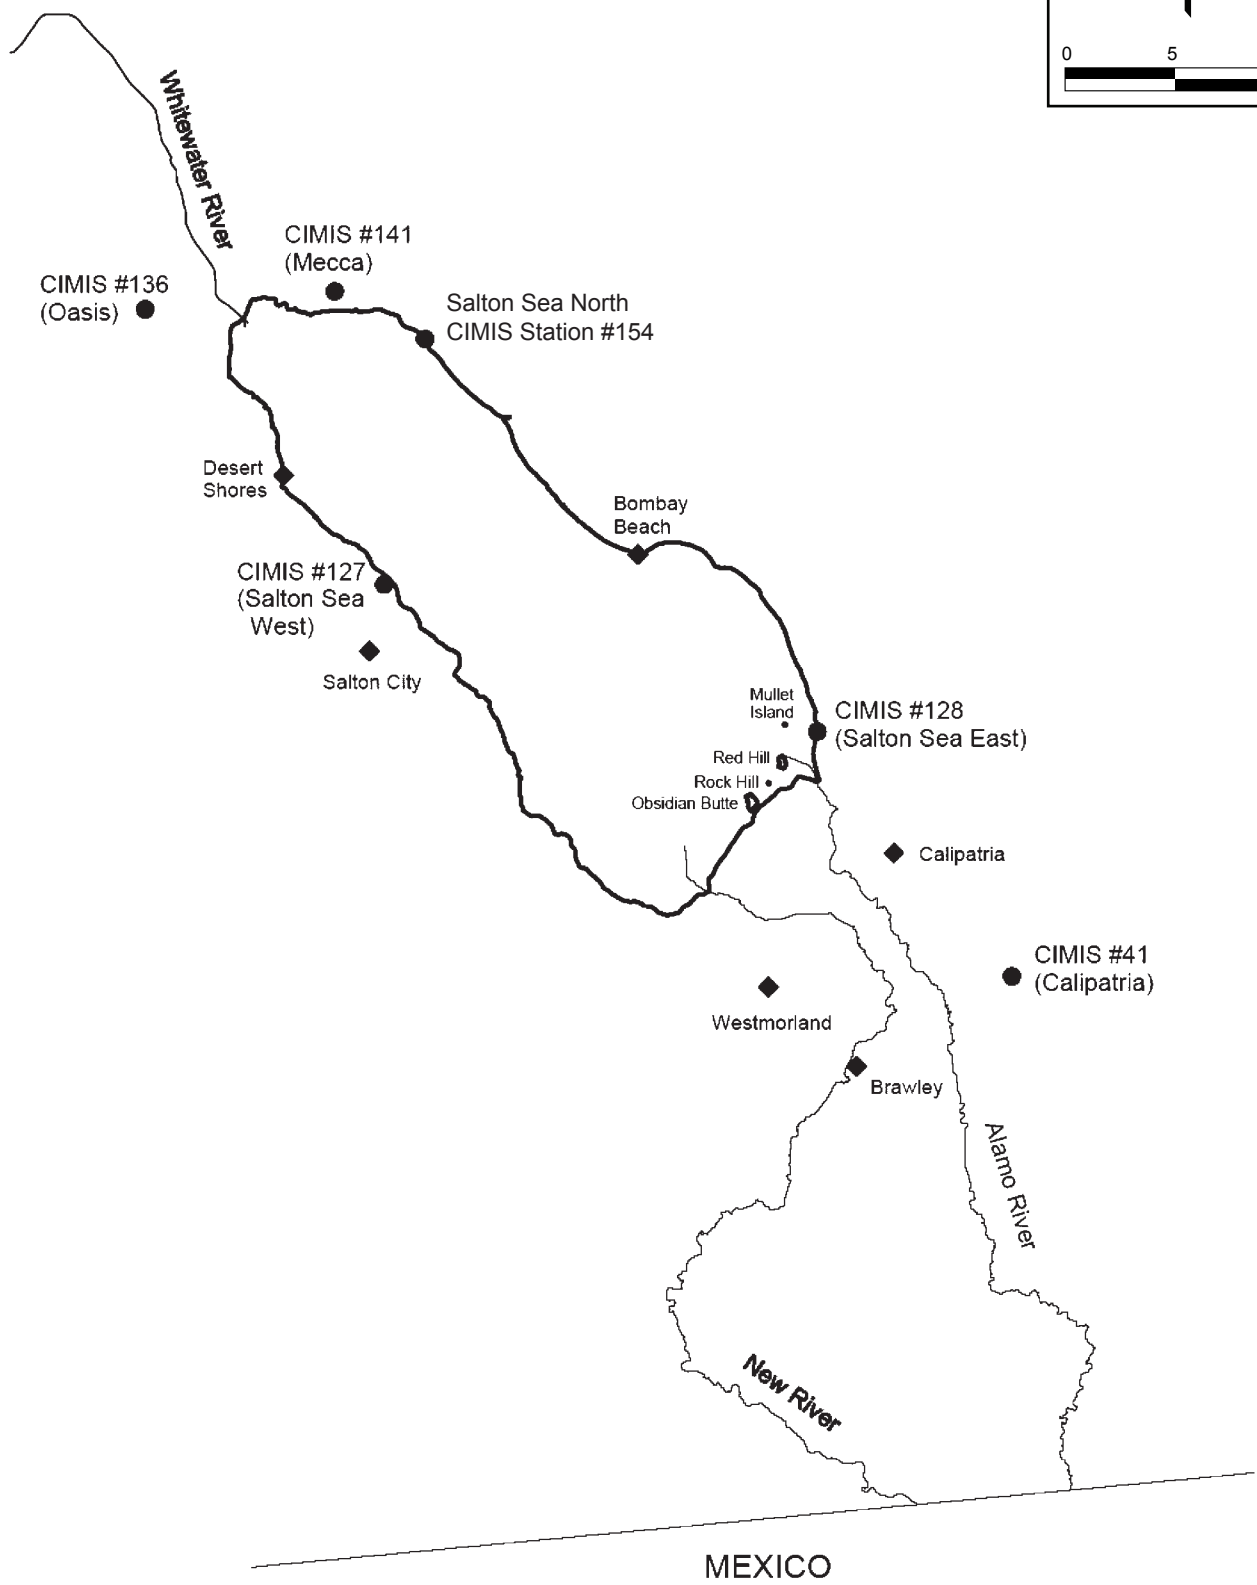 0 5
Whitewater River
CIMIS #141
(Mecca)
CIMIS #136
(Oasis)
Salton Sea North
CIMIS Station #154
Desert
Shores
Bombay
Beach
CIMIS #127
(Salton Sea
West)
Salton City
Mullet
Island
CIMIS #128
(Salton Sea East)
Red Hill
Rock Hill
Obsidian Butte
Calipatria
CIMIS #41
(Calipatria)
Westmorland
Brawley
Alamo River
New River
MEXICO